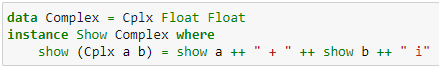 data Complex = Cplx Float Float
instance Show Complex where
    show (Cplx a b) = show a ++ " + " ++ show b ++ " i"